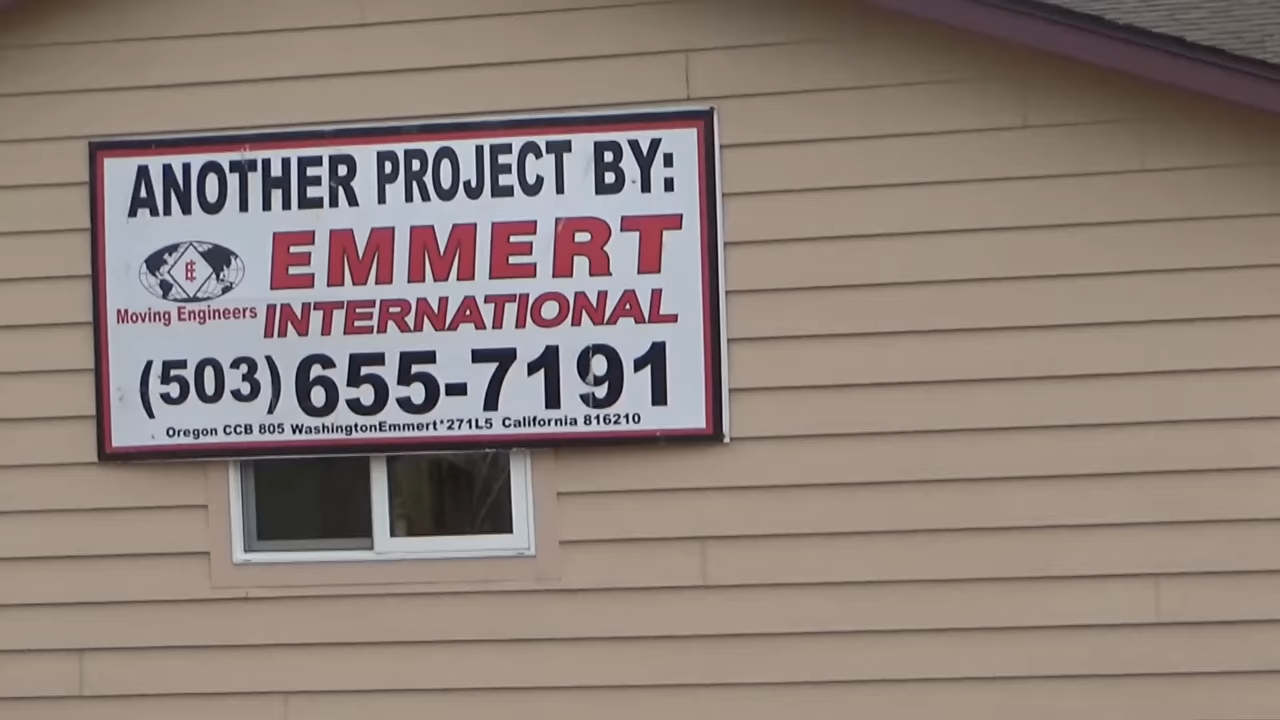 ANOTHER PROJECT BY:
EMMERT
INTERNATIONAL
Moving Engineers
(503) 655-7191
Oregon CCB 805 WashingtonEmmert*271L5 California 816210